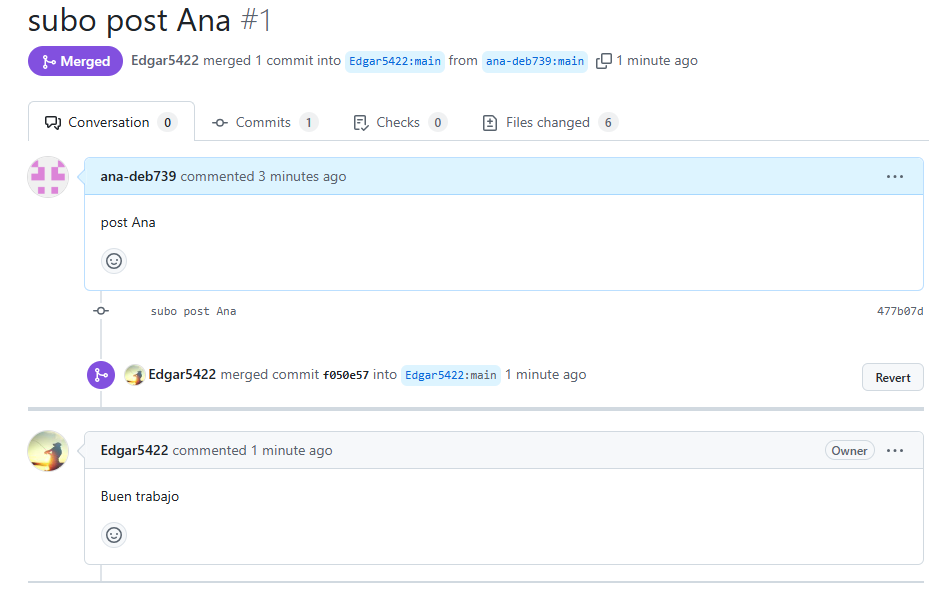 subo post Ana #1
Merged Edgar5422 merged 1 commit into Edgar5422:main from ana-deb739:main 1 minute ago
Conversation 0 Commits 1 Checks 0 Files changed 6
ana-deb739 commented 3 minutes ago
post Ana
subo post Ana 477b07d
Edgar5422 merged commit f050e57 into Edgar5422:main 1 minute ago Revert
Edgar5422 commented 1 minute ago Owner
Buen trabajo